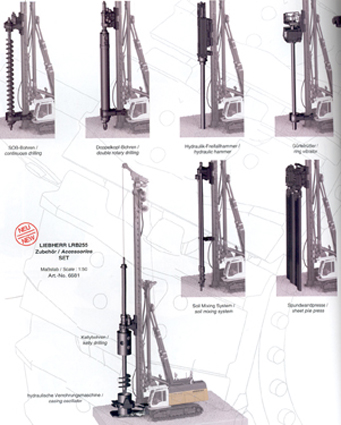 SOB-Bohren /
continuous drilling
Doppelkopf-Bohren /
double rotary drilling
Hydraulik-Freifallhammer /
hydraulic hammer
ring vibrator
NEU
NEW
LIEBHERR LRB255
Zubehör / Accessories
SET
Maßstab / Scale : 1:50
Art.-No. 6661
Soil Mixing System /
soil mixing system
Spundwandpresse /
sheet pile press
Kellybohren /
kelly drilling
hydraulische Verrohrungsmaschine /
casing oscillator